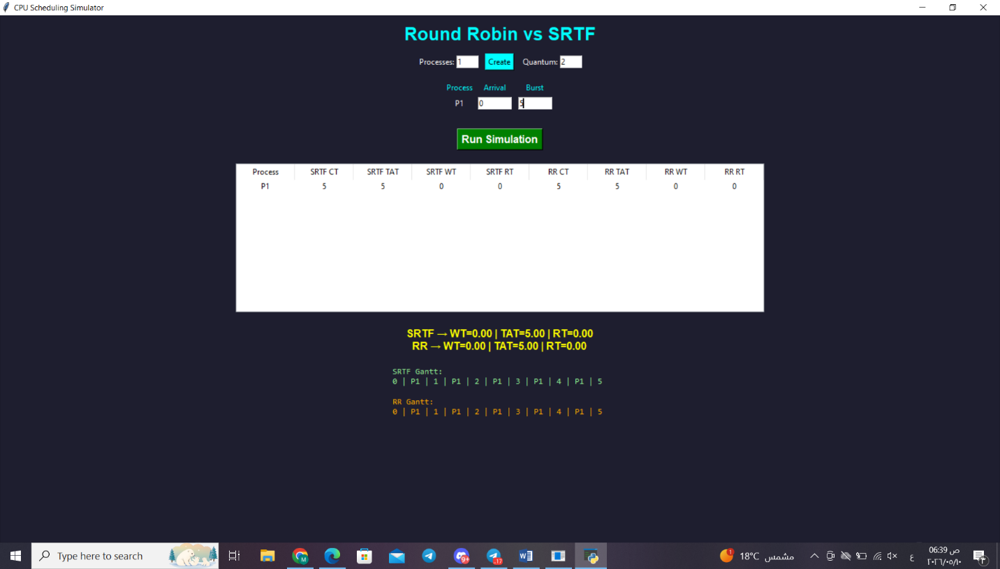 CPU Scheduling Simulator
Round Robin vs SRTF
Processes: 1 Create Quantum: 2
Process Arrival Burst
P1 0 5
Run Simulation
Process SRTF CT SRTF TAT SRTF WT SRTF RT RR CT RR TAT RR WT RR RT
P1 5 5 0 0 5 5 0 0
SRTF → WT=0.00 | TAT=5.00 | RT=0.00
RR → WT=0.00 | TAT=5.00 | RT=0.00
SRTF Gantt:
0 | P1 | 1 | P1 | 2 | P1 | 3 | P1 | 4 | P1 | 5
RR Gantt:
0 | P1 | 1 | P1 | 2 | P1 | 3 | P1 | 4 | P1 | 5
Type here to search
M
9+
17
W
1
18°C مشمس
ع
06:39 ص
٢٠٢٦/٠٥/١٠
٣